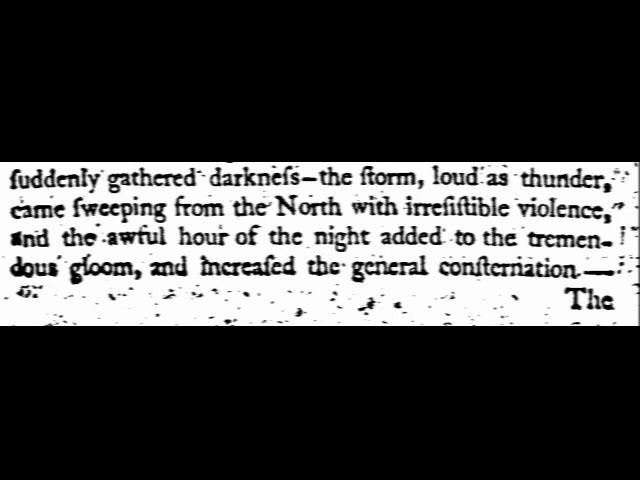 ſuddenly gathered darkneſs—the ſtorm, loud as thunder,
came ſweeping from the North with irreſiſtible violence,
and the awful hour of the night added to the tremen-
dous gloom, and increaſed the general conſternation.—
The